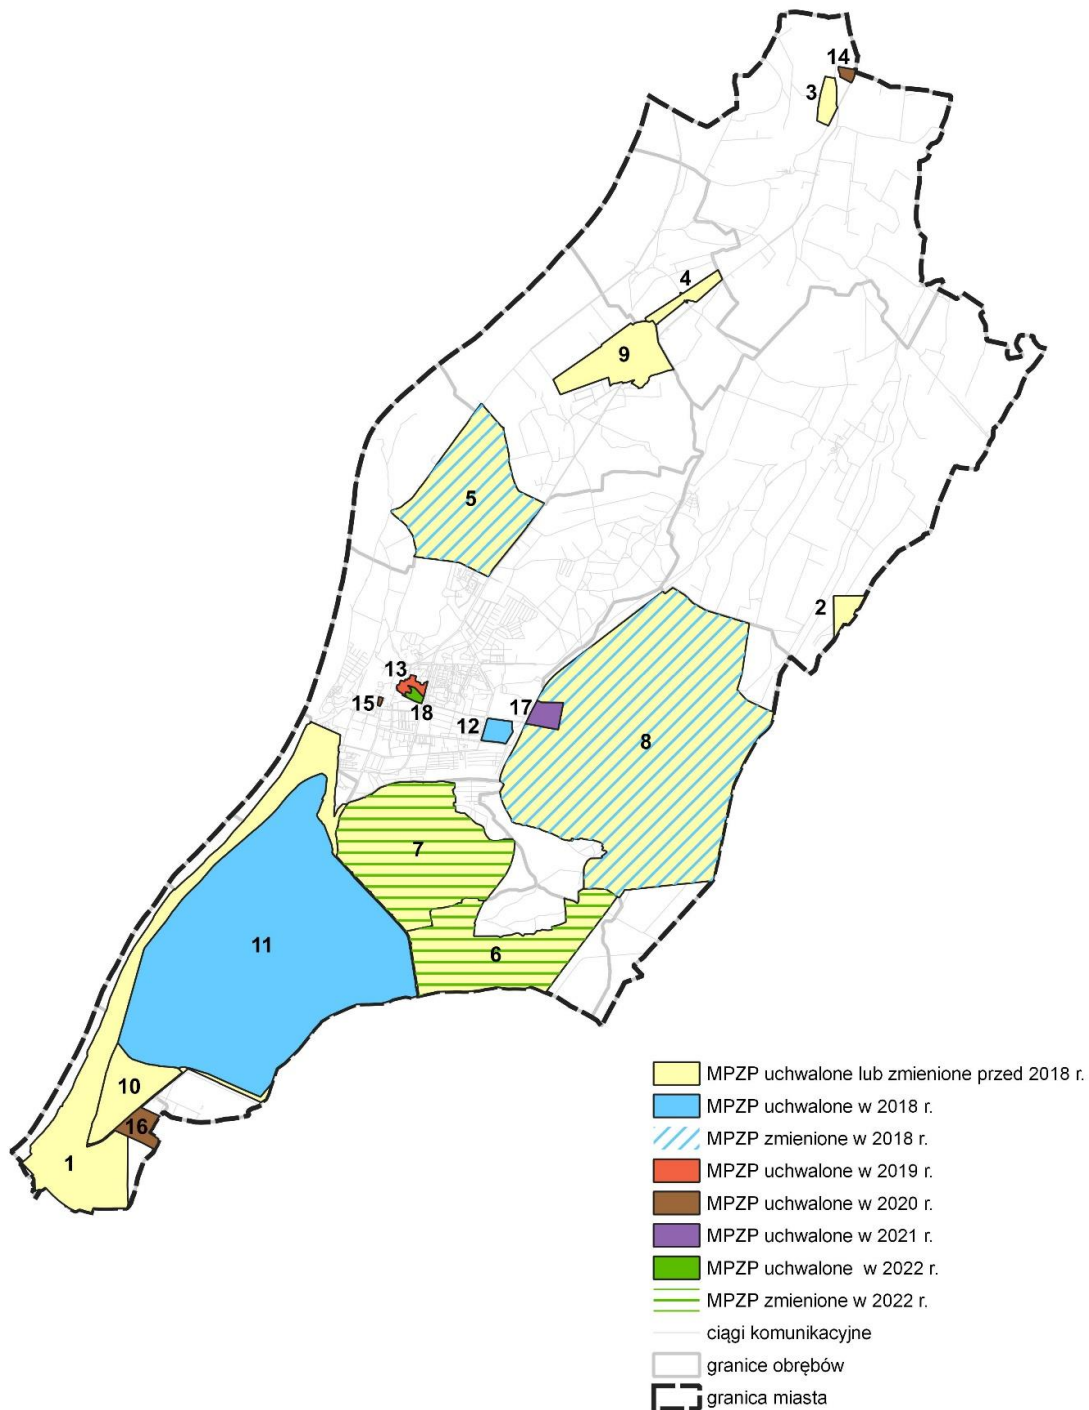 14
3
4
9
5
2
13
15
18
12
17
8
7
11
6
10
16
1
MPZP uchwalone lub zmienione przed 2018 r.
MPZP uchwalone w 2018 r.
MPZP zmienione w 2018 r.
MPZP uchwalone w 2019 r.
MPZP uchwalone w 2020 r.
MPZP uchwalone w 2021 r.
MPZP uchwalone w 2022 r.
MPZP zmienione w 2022 r.
ciągi komunikacyjne
granice obrębów
granica miasta